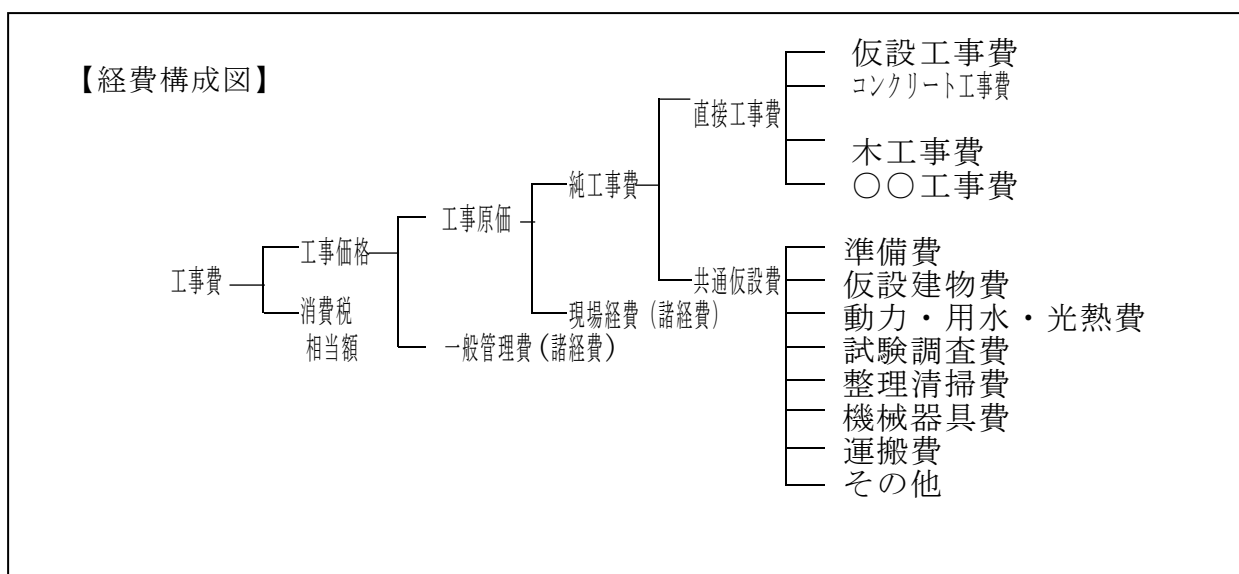 【経費構成図】
工事費
工事価格
消費税
相当額
工事原価
一般管理費(諸経費)
純工事費
現場経費(諸経費)
直接工事費
共通仮設費
仮設工事費
コンクリート工事費
木工事費
○○工事費
準備費
仮設建物費
動力・用水・光熱費
試験調査費
整理清掃費
機械器具費
運搬費
その他